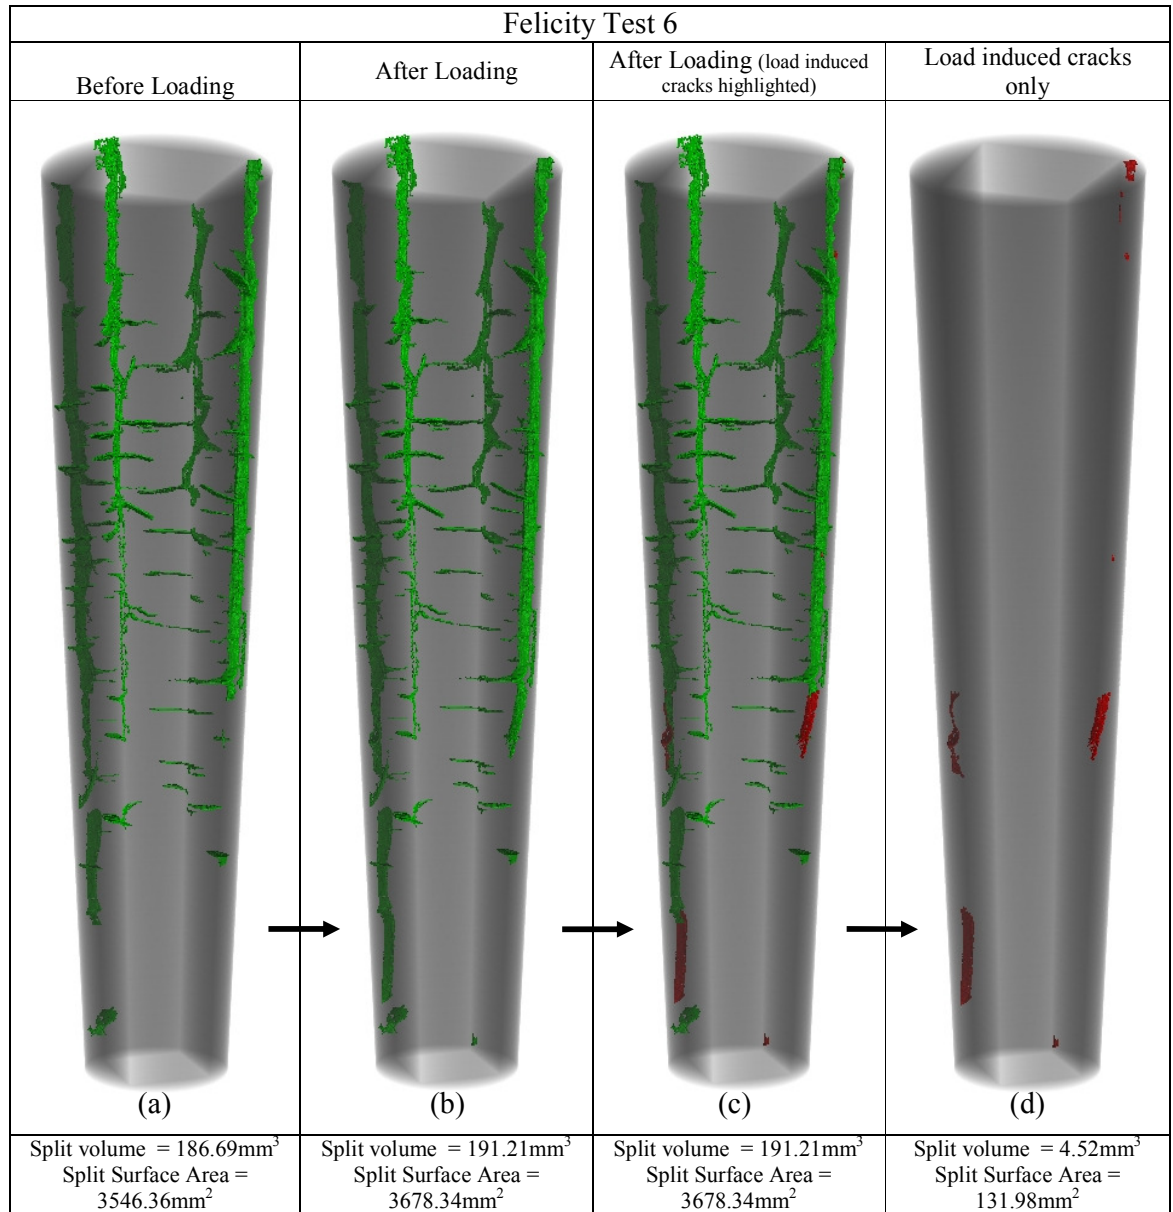 Felicity Test 6
Before Loading
After Loading
After Loading (load induced
cracks highlighted)
Load induced cracks
only
(a)
(b)
(c)
(d)
Split volume = 186.69mm³
Split Surface Area =
3546.36mm²
Split volume = 191.21mm³
Split Surface Area =
3678.34mm²
Split volume = 191.21mm³
Split Surface Area =
3678.34mm²
Split volume = 4.52mm³
Split Surface Area =
131.98mm²